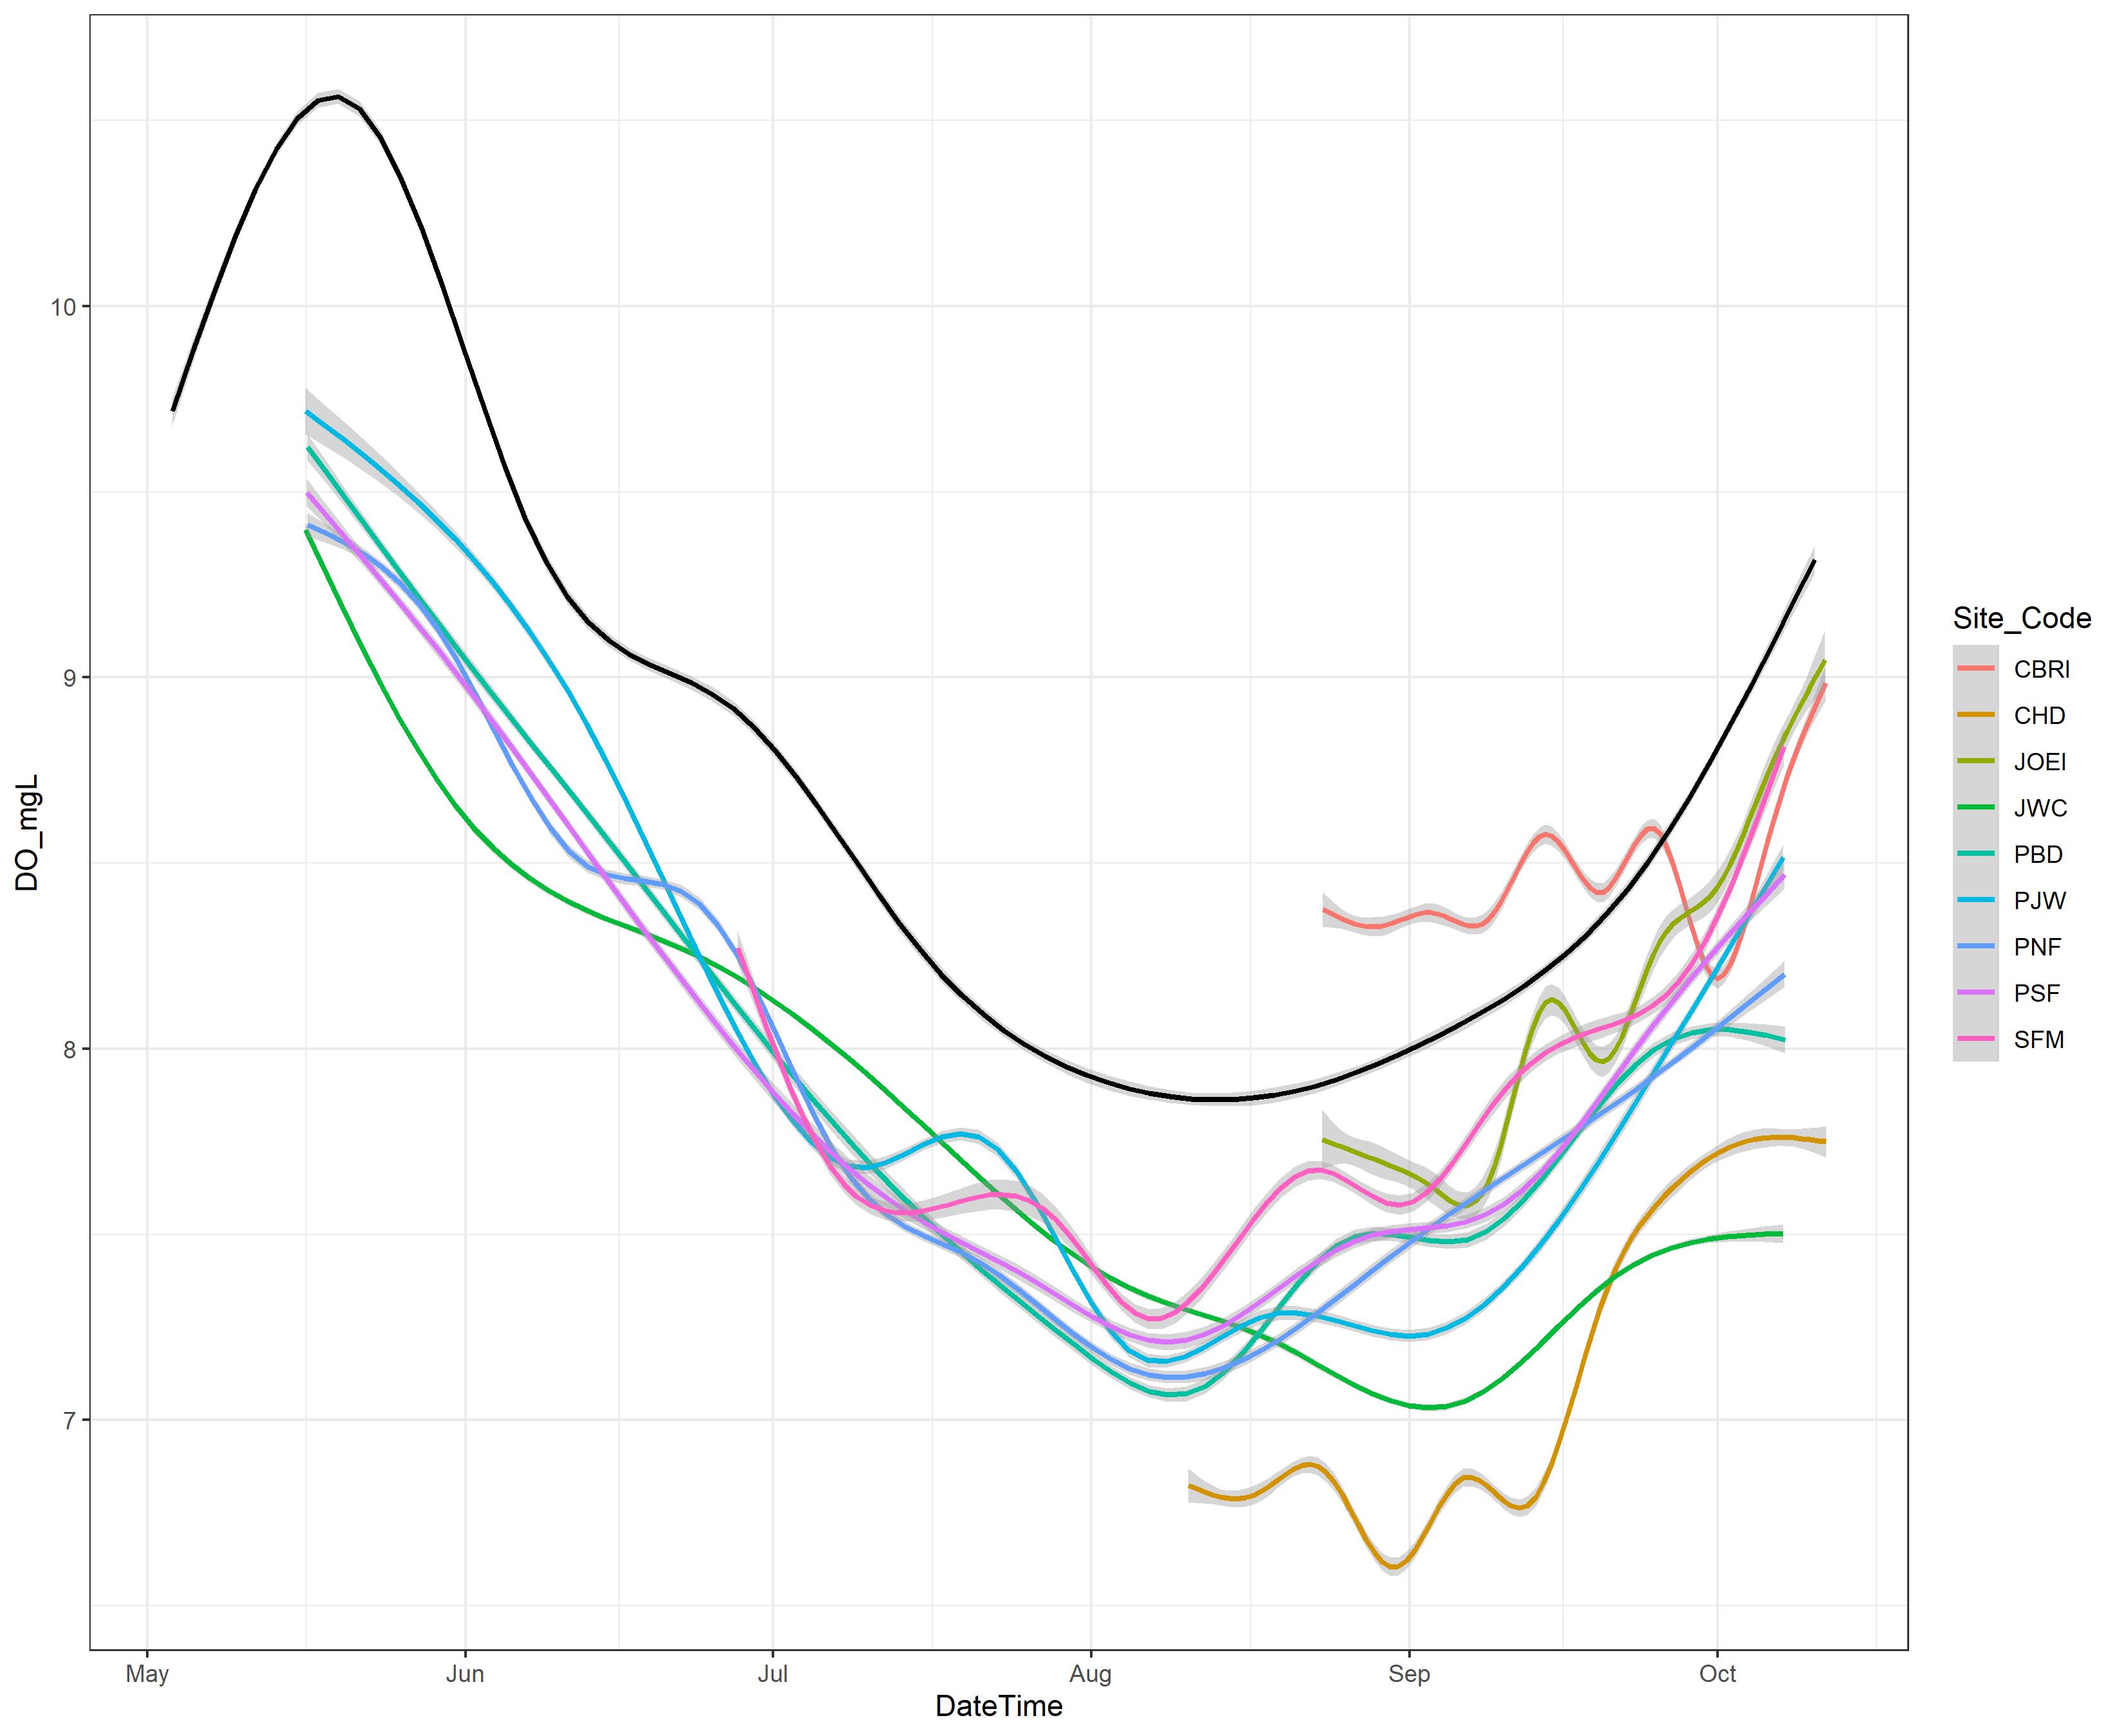 DO_mgL
10
9
8
7
May Jun Jul Aug Sep Oct
DateTime
Site_Code
CBRI
CHD
JOEI
JWC
PBD
PJW
PNF
PSF
SFM